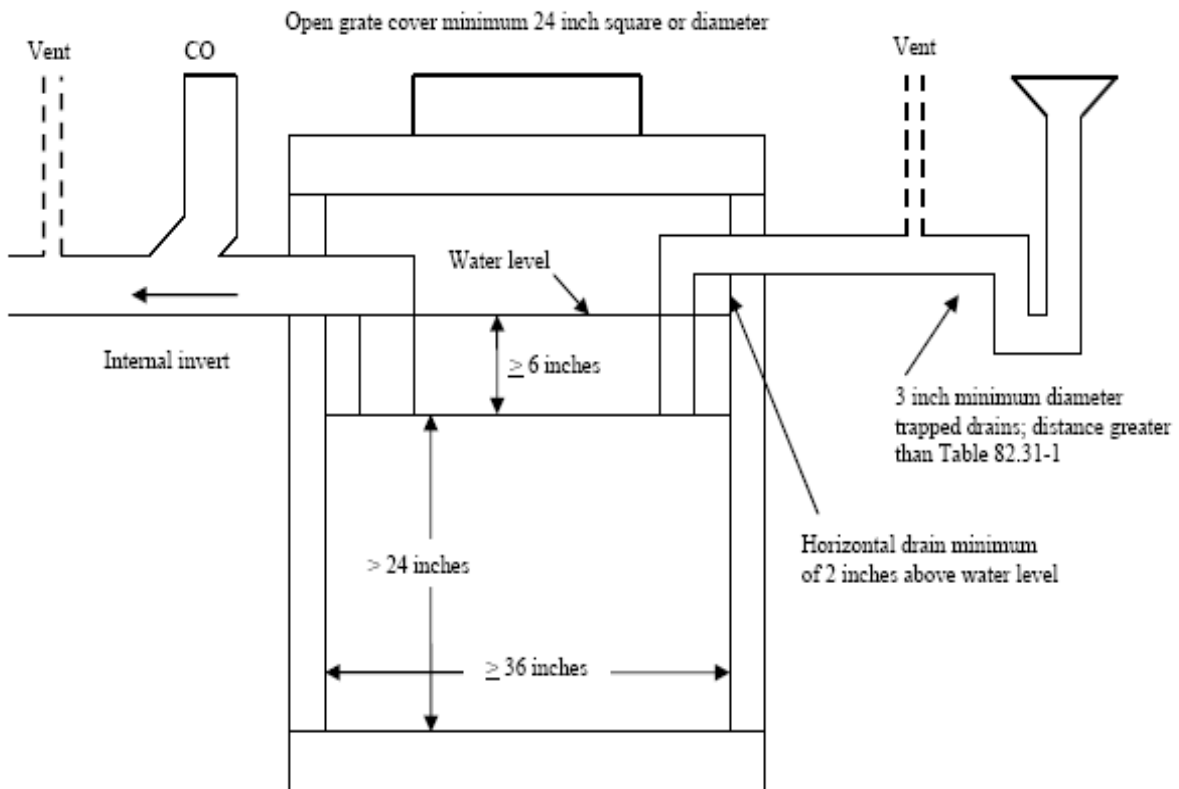 Open grate cover minimum 24 inch square or diameter
Vent
CO
Vent
Water level
Internal invert
≥ 6 inches
3 inch minimum diameter
trapped drains; distance greater
than Table 82.31-1
> 24 inches
Horizontal drain minimum
of 2 inches above water level
≥ 36 inches